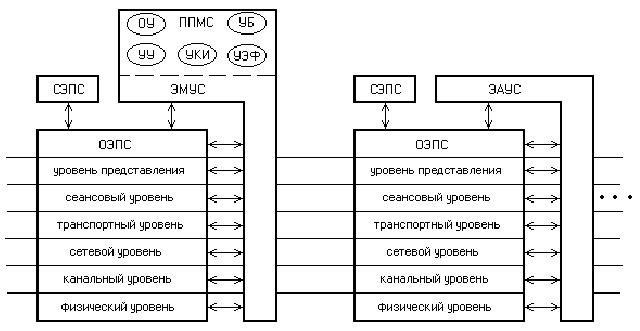 ОУ ППМС УБ
УУ УКИ УЭФ
СЭПС ЭМУС СЭПС ЭАУС
ОЭПС ОЭПС
уровень представления уровень представления
сеансовый уровень сеансовый уровень
транспортный уровень транспортный уровень
сетевой уровень сетевой уровень
канальный уровень канальный уровень
физический уровень физический уровень